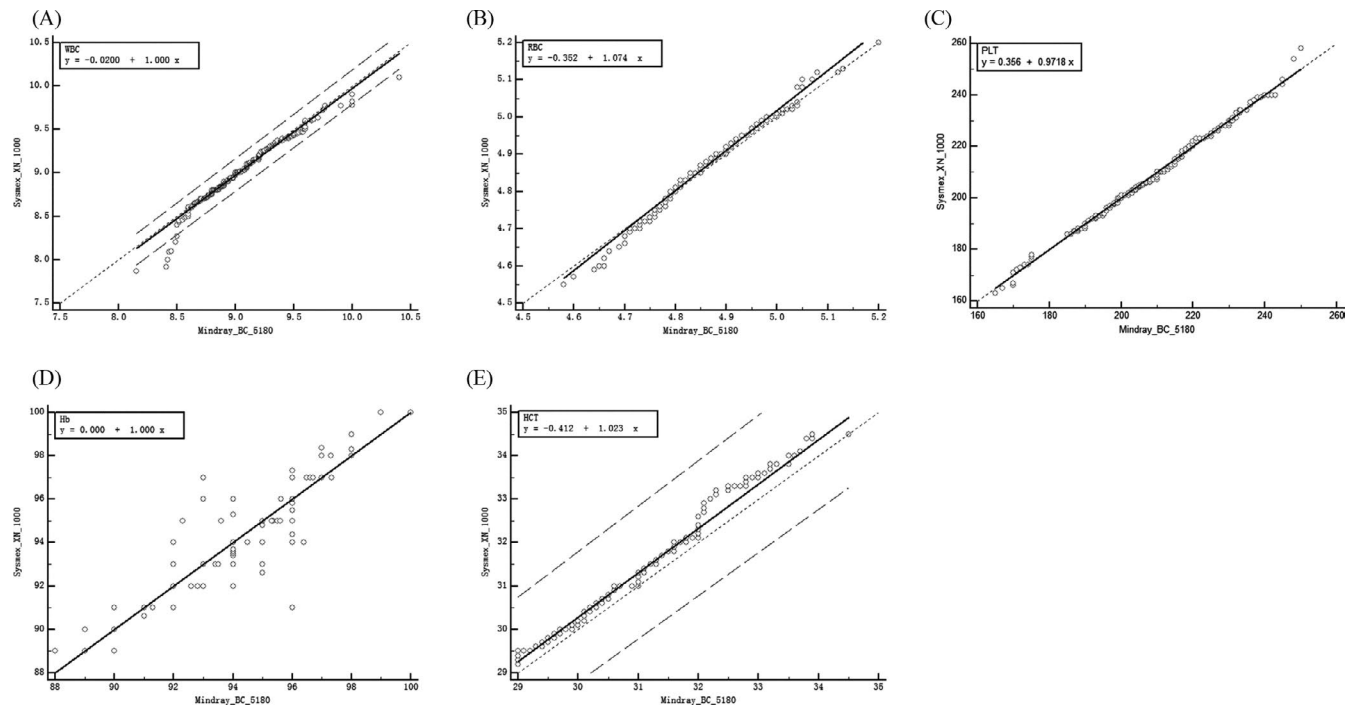 (A)
WBC
y = -0.0200 + 1.000 x
10.5
10.0
9.5
9.0
8.5
8.0
7.5
Sysmex_XN_1000
7.5 8.0 8.5 9.0 9.5 10.0 10.5
Mindray_BC_5180
(B)
RBC
y = -0.352 + 1.074 x
5.2
5.1
5.0
4.9
4.8
4.7
4.6
4.5
Sysmex_XN_1000
4.5 4.6 4.7 4.8 4.9 5.0 5.1 5.2
Mindray_BC_5180
(C)
PLT
y = 0.356 + 0.9718 x
260
240
220
200
180
160
Sysmex_XN_1000
160 180 200 220 240 260
Mindray_BC_5180
(D)
Hb
y = 0.000 + 1.000 x
100
98
96
94
92
90
88
Sysmex_XN_1000
88 90 92 94 96 98 100
Mindray_BC_5180
(E)
HCT
y = -0.412 + 1.023 x
35
34
33
32
31
30
29
Sysmex_XN_1000
29 30 31 32 33 34 35
Mindray_BC_5180